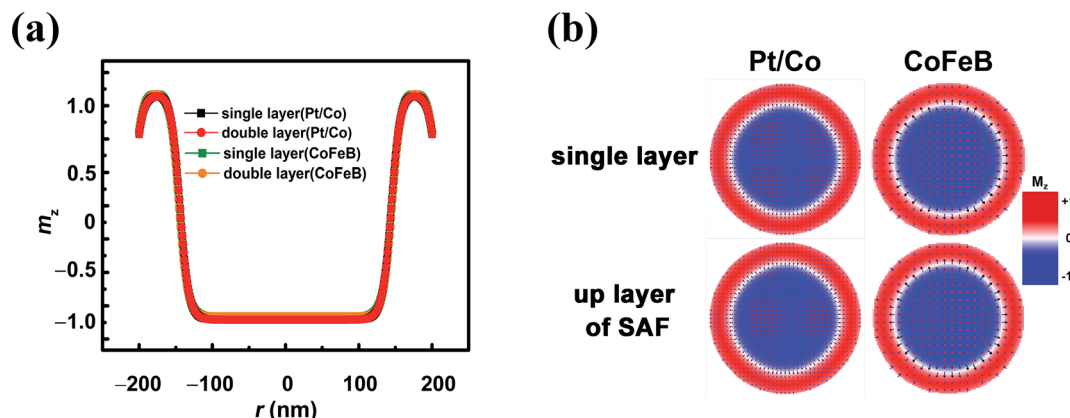 (a)
1.0
0.5
0
−0.5
−1.0
m_z
−200
−100
0
100
200
r (nm)
single layer(Pt/Co)
double layer(Pt/Co)
single layer(CoFeB)
double layer(CoFeB)
(b)
Pt/Co
CoFeB
single layer
up layer
of SAF
M_z
+1
0
-1